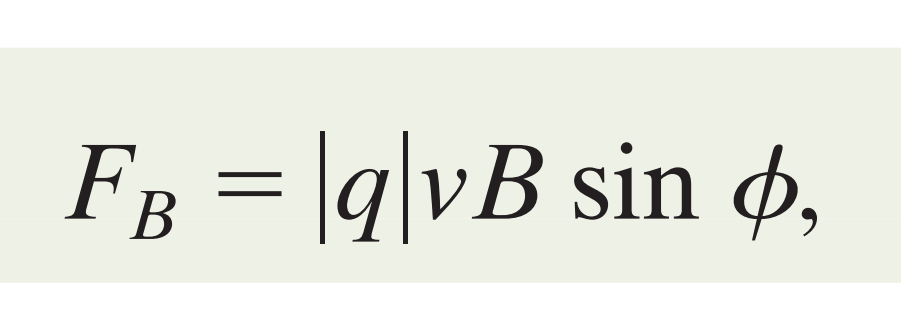 F_B = |q|vB sin ϕ,